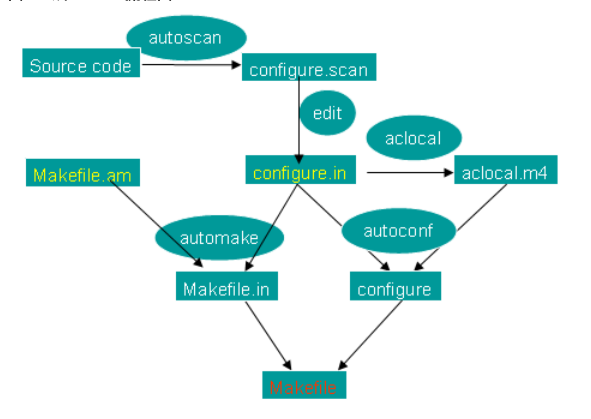 autoscan
Source code
configure.scan
edit
aclocal
Makefile.am
configure.in
aclocal.m4
automake
autoconf
Makefile.in
configure
Makefile